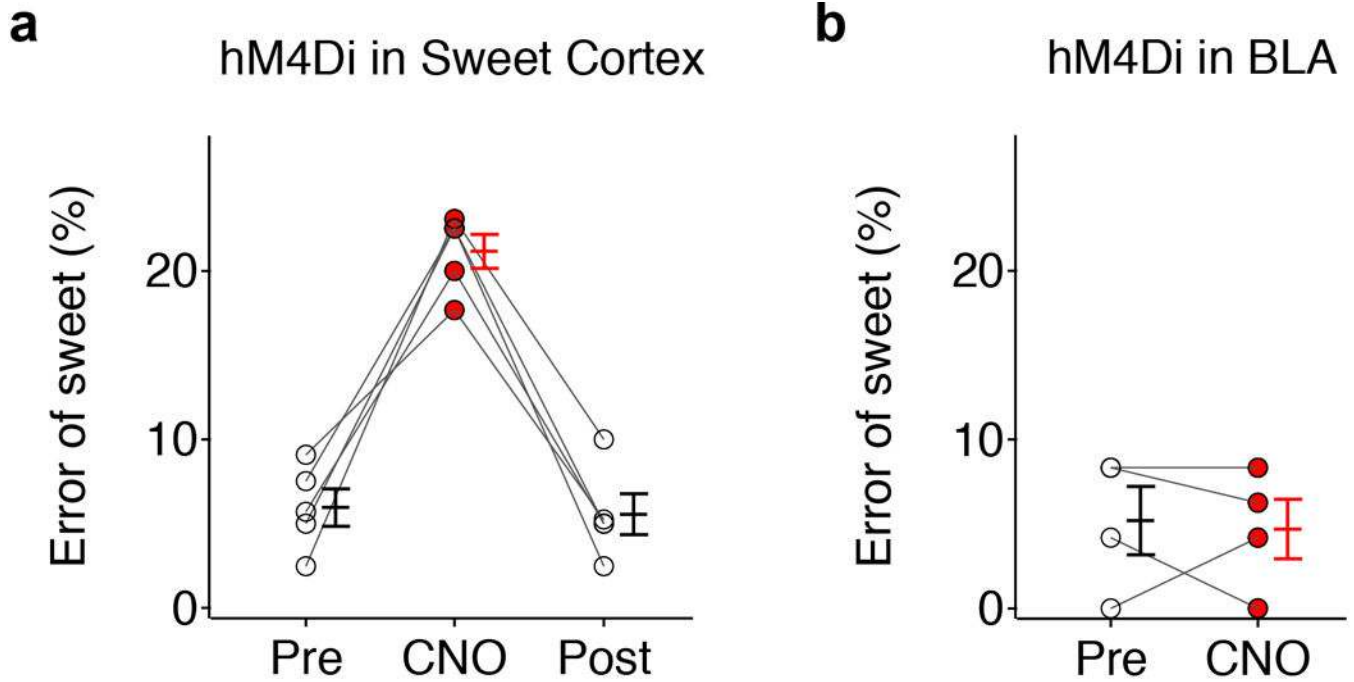 a
hM4Di in Sweet Cortex
Error of sweet (%)
20
10
0
Pre CNO Post
b
hM4Di in BLA
Error of sweet (%)
20
10
0
Pre CNO